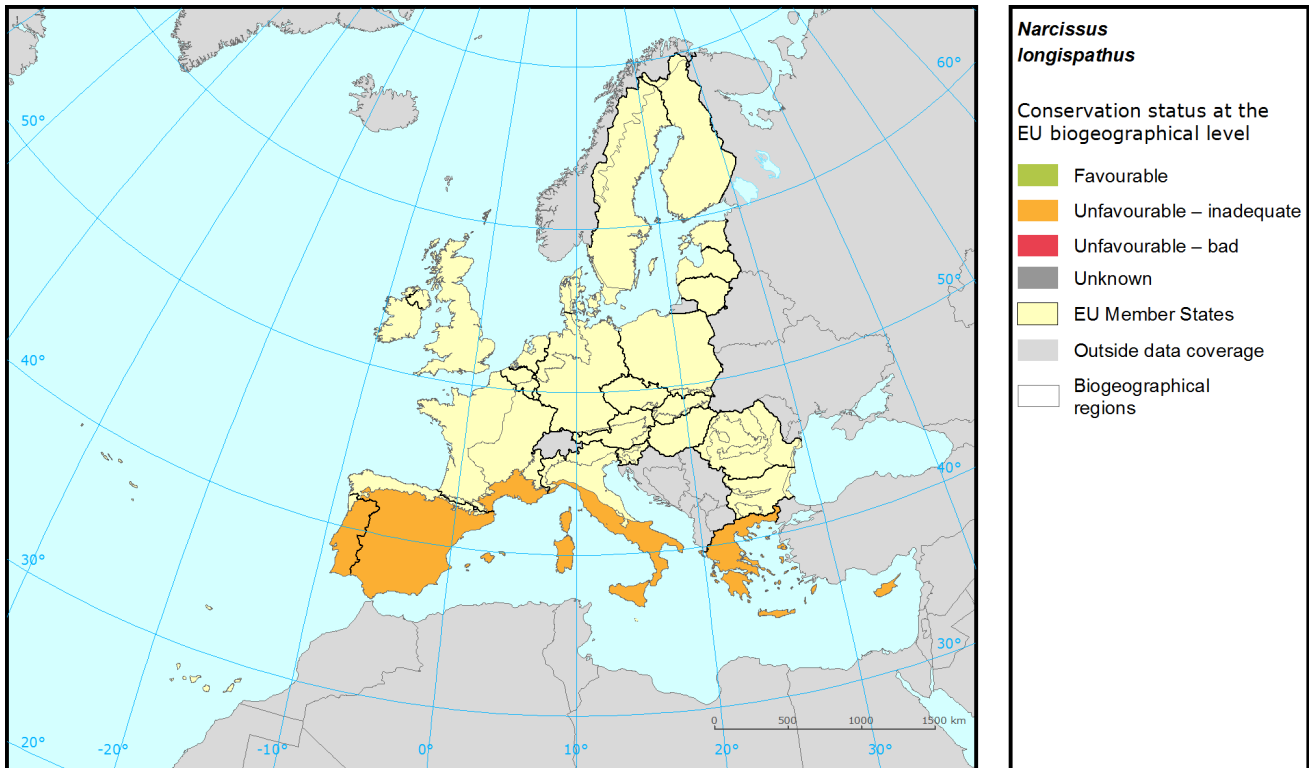 Narcissus
longispathus
Conservation status at the
EU biogeographical level
Favourable
Unfavourable – inadequate
Unfavourable – bad
Unknown
EU Member States
Outside data coverage
Biogeographical
regions
60°
50°
50°
40°
40°
30°
30°
20°
-20°
-10°
0°
10°
20°
30°
0
500
1000
1500 km